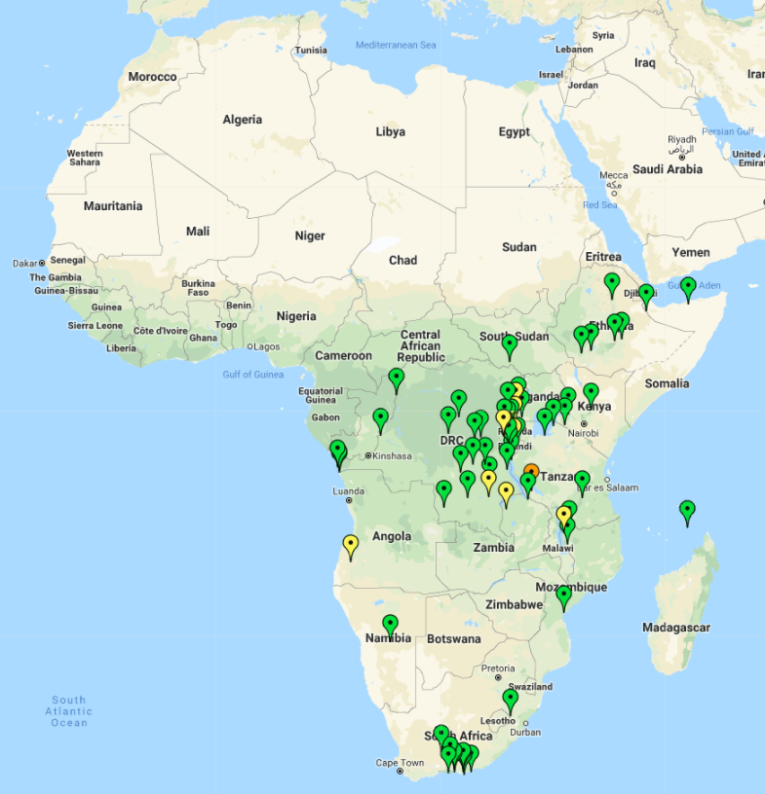 Syria
Mediterranean Sea
Tunisia
Lebanon
Iraq
Morocco
Israel
Iran
Jordan
Algeria
Libya
Egypt
Persian Gulf
Riyadh
الرياض
Western
Sahara
United A
Emirat
Saudi Arabia
Mecca
مكة
Mauritania
Red Sea
Mali
Niger
Sudan
Chad
Yemen
Eritrea
Dakar
Senegal
The Gambia
Guinea-Bissau
Burkina
Faso
Gulf of Aden
Djibouti
Guinea
Benin
Nigeria
Sierra Leone
Togo
Ethiopia
Côte d'Ivoire
Ghana
Central
African
Republic
South Sudan
Liberia
Lagos
Cameroon
Gulf of Guinea
Somalia
Equatorial
Guinea
Uganda
Kenya
Gabon
Nairobi
DRC
Kinshasa
Tanza
Dar es Salaam
Luanda
Angola
Zambia
Malawi
Mozambique
Zimbabwe
Madagascar
Namibia
Botswana
Pretoria
Swaziland
South
Atlantic
Ocean
Lesotho
Durban
South Africa
Cape Town